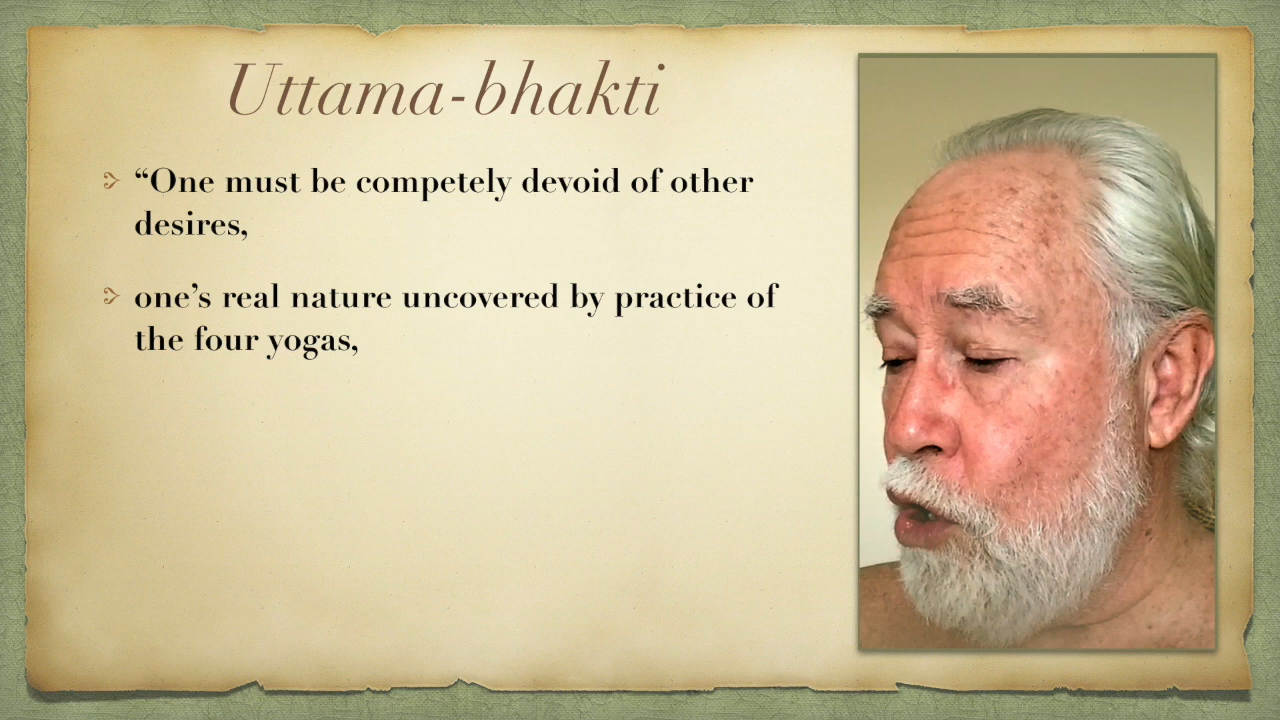 Uttama-bhakti
“One must be competely devoid of other
desires,
one’s real nature uncovered by practice of
the four yogas,